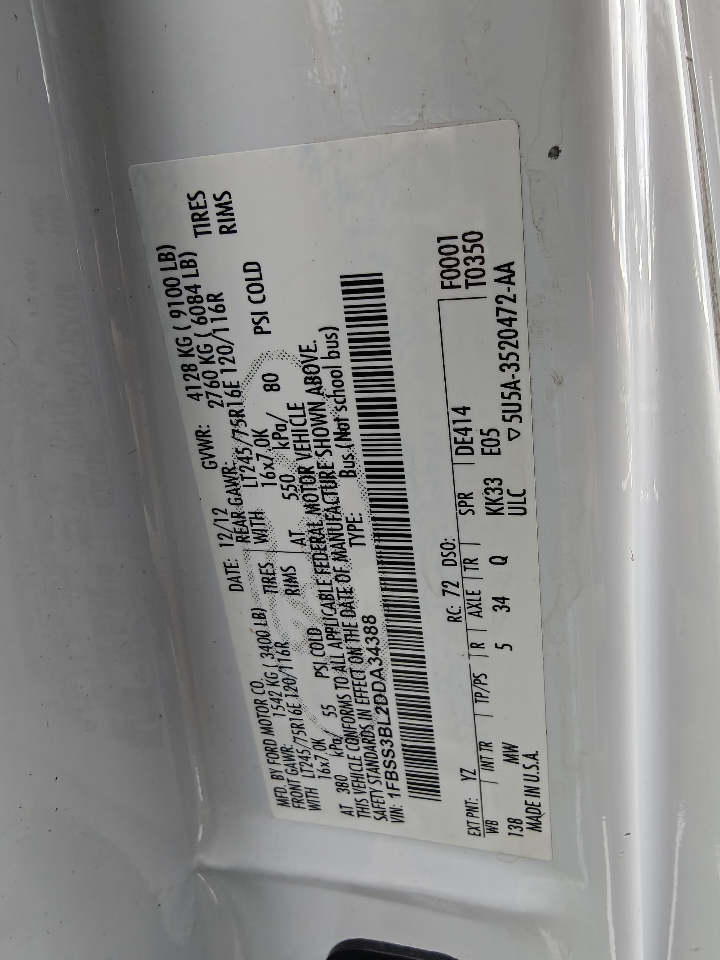 MFD. BY FORD MOTOR CO. DATE: 12/12 GVWR: 4128 KG ( 9100 LB)
FRONT GAWR: 1542 KG ( 3400 LB) REAR GAWR: 2760 KG ( 6084 LB)
LT245/75R16E 120/116R TIRES LT245/75R16E 120/116R TIRES
WITH 16x7.0K RIMS WITH 16x7.0K RIMS
AT 380 kPa/ 55 PSI COLD AT 550 kPa/ 80 PSI COLD
THIS VEHICLE CONFORMS TO ALL APPLICABLE FEDERAL MOTOR VEHICLE
SAFETY STANDARDS IN EFFECT ON THE DATE OF MANUFACTURE SHOWN ABOVE.
VIN: 1FBSS3BL2DDA34388 TYPE: Bus (Not school bus)
EXT PNT: YZ RC: 72 DSO: F0001
WB INT TR TP/PS R AXLE TR SPR DE414 T0350
138 MW 5 34 Q KK33 E05
MADE IN U.S.A. ULC ▽5U5A-3520472-AA